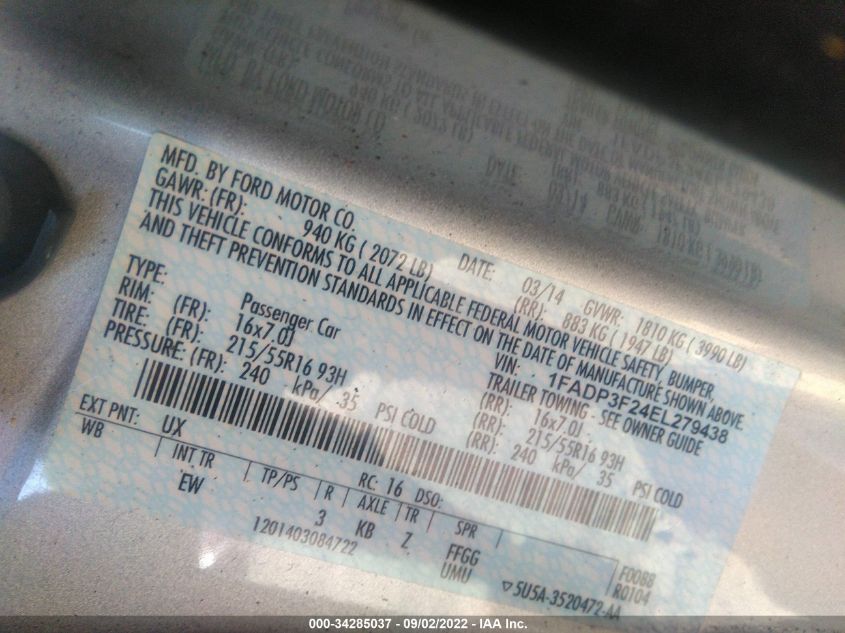 MFD. BY FORD MOTOR CO.
DATE: 03/14 GVWR: 1810 KG ( 3990 LB)
GAWR: (FR): 940 KG ( 2072 LB) (RR): 883 KG ( 1947 LB)
THIS VEHICLE CONFORMS TO ALL APPLICABLE FEDERAL MOTOR VEHICLE SAFETY, BUMPER,
AND THEFT PREVENTION STANDARDS IN EFFECT ON THE DATE OF MANUFACTURE SHOWN ABOVE.
VIN: 1FADP3F24EL279438
TYPE: Passenger Car TRAILER TOWING - SEE OWNER GUIDE
RIM: (FR): 16x7.0J (RR): 16x7.0J
TIRE: (FR): 215/55R16 93H (RR): 215/55R16 93H
PRESSURE: (FR): 240 kPa/ 35 PSI COLD (RR): 240 kPa/ 35 PSI COLD
EXT PNT: UX RC: 16 DSO:
WB INT TR TP/PS R AXLE TR SPR
EW 3 KB Z FFGG F0088
UMU R0104
1201403084722 5U5A-3520472-AA
000-34285037 - 09/02/2022 - IAA Inc.